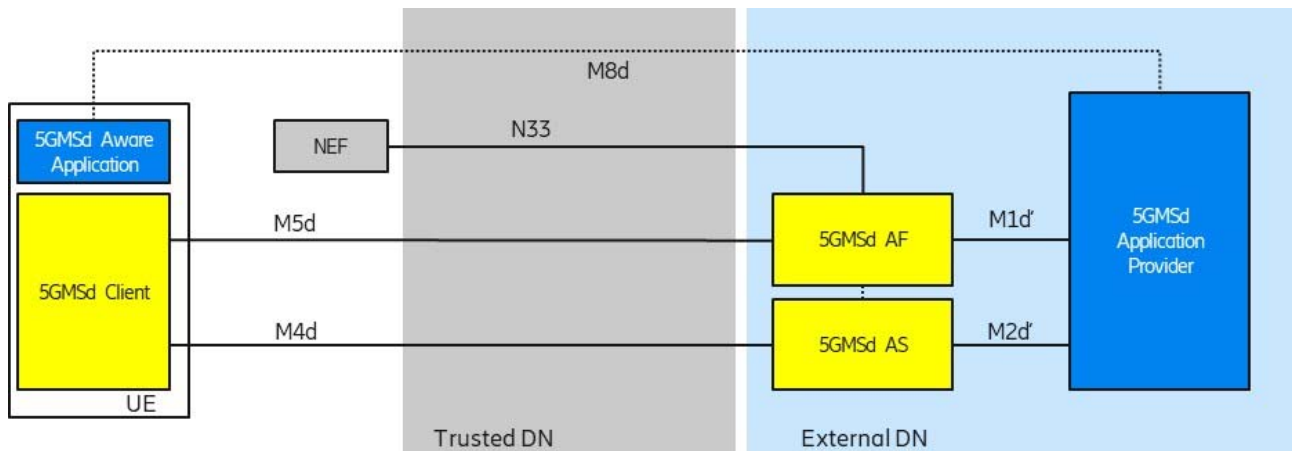 M8d
5GMSd Aware
Application
NEF
N33
M5d
5GMSd AF
M1d'
5GMSd
Application
Provider
5GMSd Client
M4d
5GMSd AS
M2d'
UE
Trusted DN
External DN